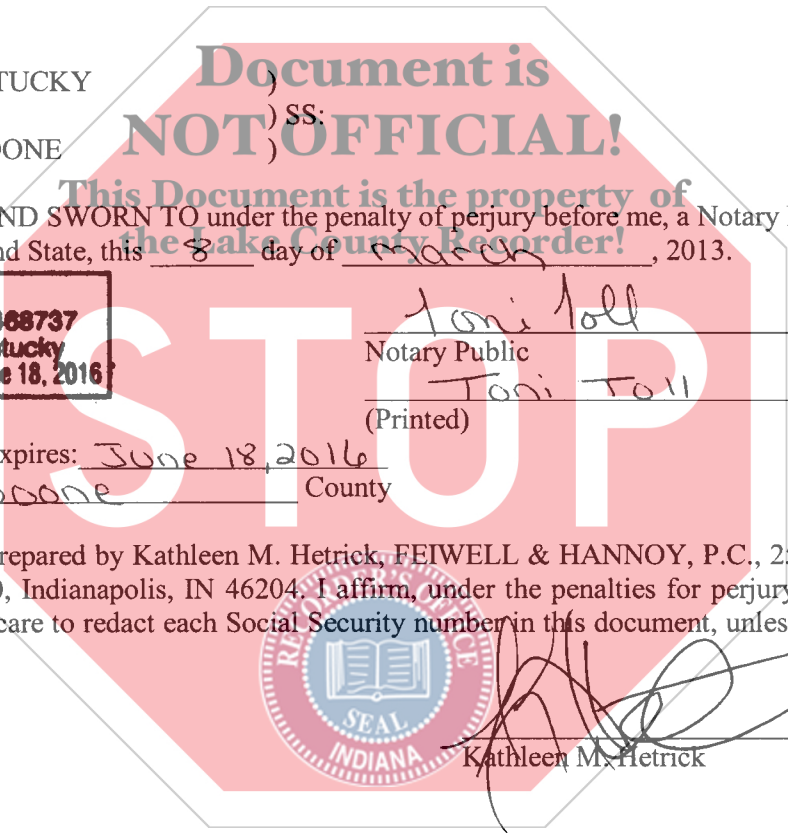 Document is
TUCKY )
NOT OFFICIAL!
) SS:
OONE )
This Document is the property of
ND SWORN TO under the penalty of perjury before me, a Notary
the Lake County Recorder!
nd State, this 8 day of march, 2013.
68737
tucky
e 18, 2016
Toni Toll
Notary Public
Toni Toll
(Printed)
STOP
xpires: June 18, 2016
oone County
repared by Kathleen M. Hetrick, FEIWELL & HANNOY, P.C., 2
, Indianapolis, IN 46204. I affirm, under the penalties for perjury
care to redact each Social Security number in this document, unles
RECORDER'S OFFICE
SEAL
INDIANA
Kathleen M. Hetrick